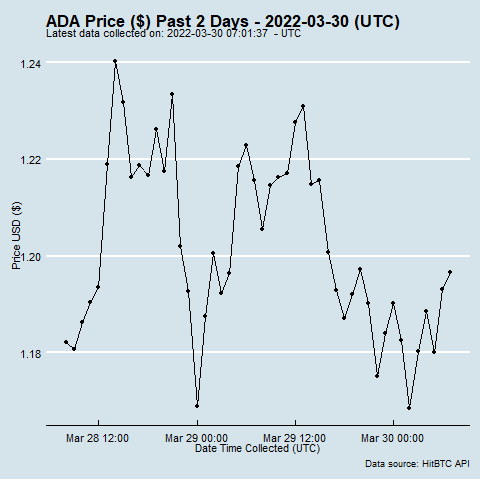 ADA Price ($) Past 2 Days - 2022-03-30 (UTC)
Latest data collected on: 2022-03-30 07:01:37  - UTC
1.24
1.22
1.20
1.18
Price USD ($)
Mar 28 12:00
Mar 29 00:00
Mar 29 12:00
Mar 30 00:00
Date Time Collected (UTC)
Data source: HitBTC API